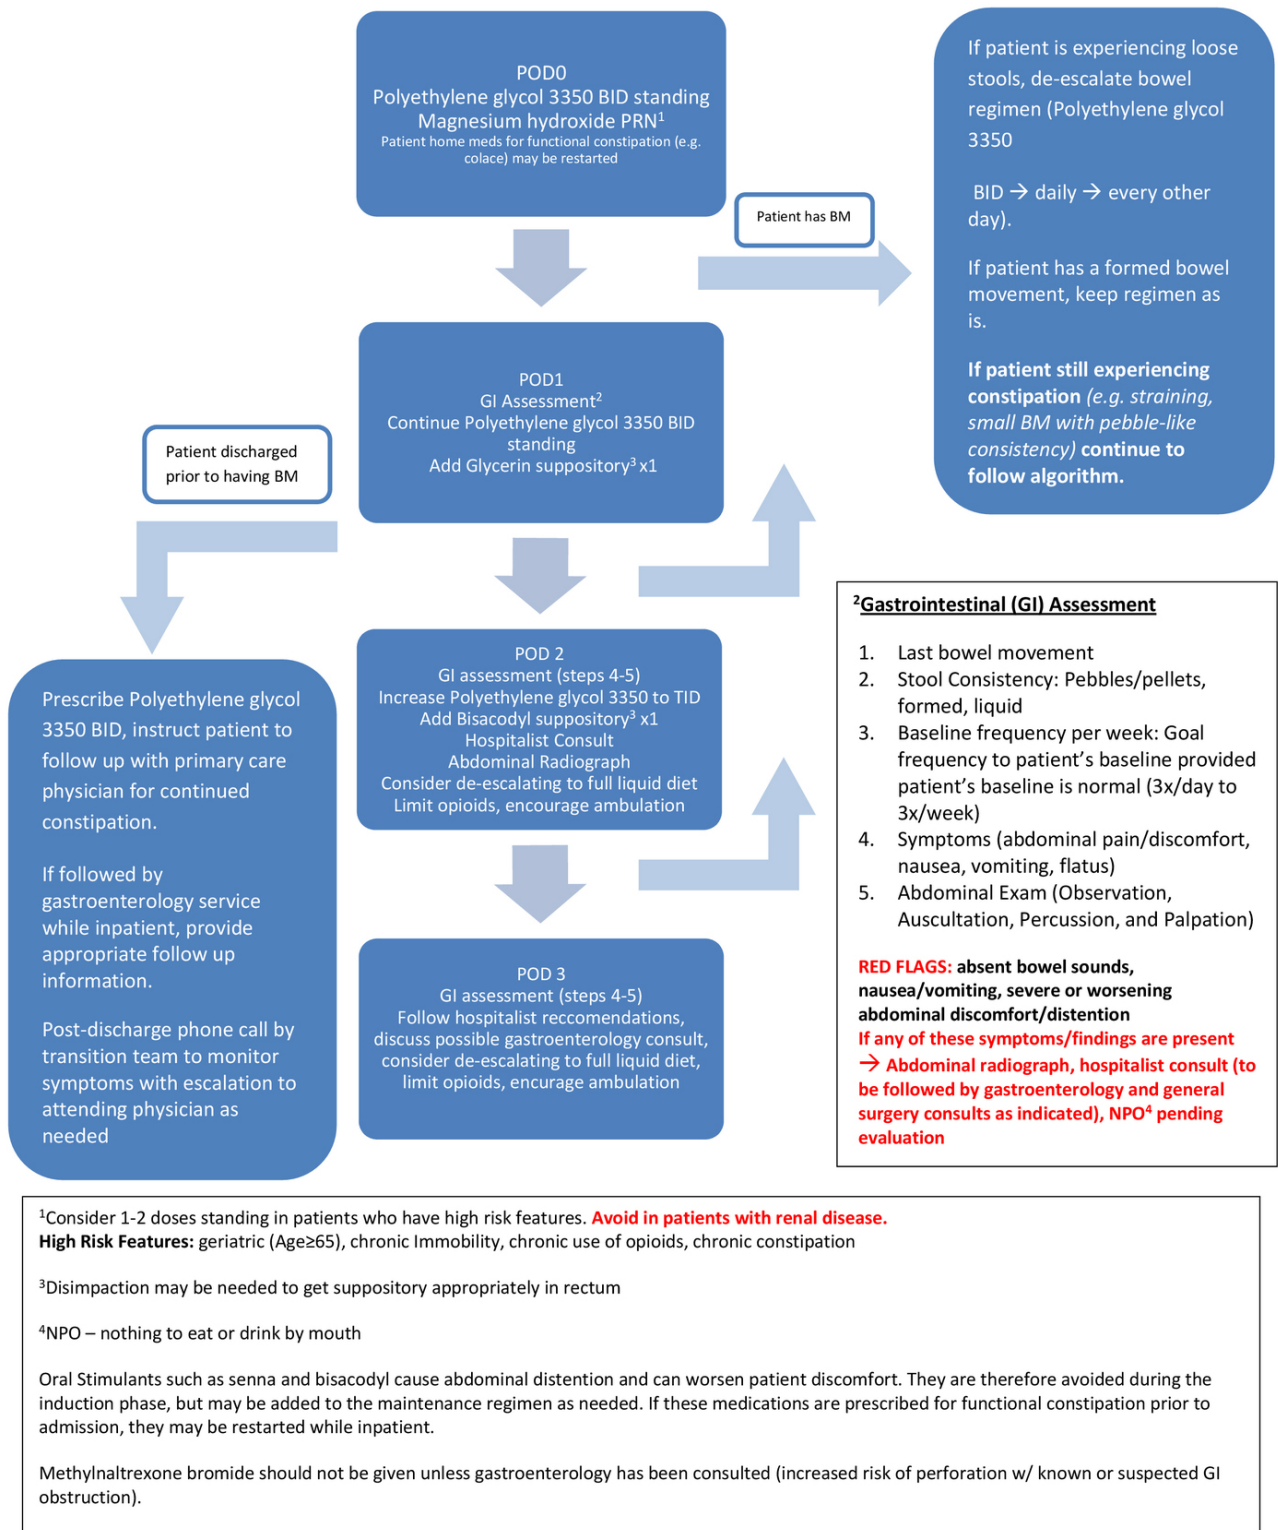 POD0
Polyethylene glycol 3350 BID standing
Magnesium hydroxide PRN¹
Patient home meds for functional constipation (e.g.
colace) may be restarted
Patient has BM
If patient is experiencing loose
stools, de-escalate bowel
regimen (Polyethylene glycol
3350
BID → daily → every other
day).
If patient has a formed bowel
movement, keep regimen as
is.
If patient still experiencing
constipation (e.g. straining,
small BM with pebble-like
consistency) continue to
follow algorithm.
POD1
GI Assessment²
Continue Polyethylene glycol 3350 BID
standing
Add Glycerin suppository³ x1
Patient discharged
prior to having BM
Prescribe Polyethylene glycol
3350 BID, instruct patient to
follow up with primary care
physician for continued
constipation.
If followed by
gastroenterology service
while inpatient, provide
appropriate follow up
information.
Post-discharge phone call by
transition team to monitor
symptoms with escalation to
attending physician as
needed
POD 2
GI assessment (steps 4-5)
Increase Polyethylene glycol 3350 to TID
Add Bisacodyl suppository³ x1
Hospitalist Consult
Abdominal Radiograph
Consider de-escalating to full liquid diet
Limit opioids, encourage ambulation
POD 3
GI assessment (steps 4-5)
Follow hospitalist reccomendations,
discuss possible gastroenterology consult,
consider de-escalating to full liquid diet,
limit opioids, encurage ambulation
²Gastrointestinal (GI) Assessment
1. Last bowel movement
2. Stool Consistency: Pebbles/pellets,
formed, liquid
3. Baseline frequency per week: Goal
frequency to patient's baseline provided
patient's baseline is normal (3x/day to
3x/week)
4. Symptoms (abdominal pain/discomfort,
nausea, vomiting, flatus)
5. Abdominal Exam (Observation,
Auscultation, Percussion, and Palpation)
RED FLAGS: absent bowel sounds,
nausea/vomiting, severe or worsening
abdominal discomfort/distention
If any of these symptoms/findings are present
→ Abdominal radiograph, hospitalist consult (to
be followed by gastroenterology and general
surgery consults as indicated), NPO⁴ pending
evaluation
¹Consider 1-2 doses standing in patients who have high risk features. Avoid in patients with renal disease.
High Risk Features: geriatric (Age≥65), chronic Immobility, chronic use of opioids, chronic constipation
³Disimpaction may be needed to get suppository appropriately in rectum
⁴NPO – nothing to eat or drink by mouth
Oral Stimulants such as senna and bisacodyl cause abdominal distention and can worsen patient discomfort. They are therefore avoided during the
induction phase, but may be added to the maintenance regimen as needed. If these medications are prescribed for functional constipation prior to
admission, they may be restarted while inpatient.
Methylnaltrexone bromide should not be given unless gastroenterology has been consulted (increased risk of perforation w/ known or suspected GI
obstruction).